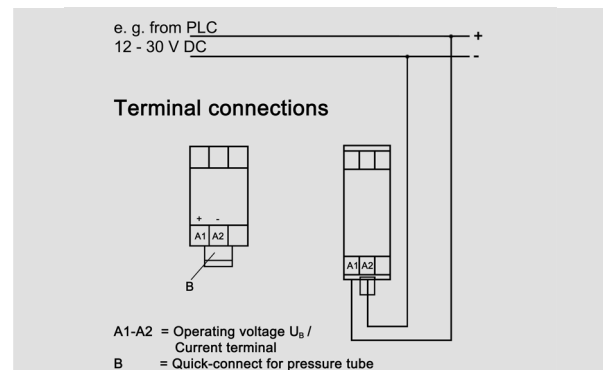 e. g. from PLC
12 - 30 V DC
+
-
Terminal connections
+ -
A1 A2
B
A1 A2
A1-A2 = Operating voltage UB /
Current terminal
B = Quick-connect for pressure tube